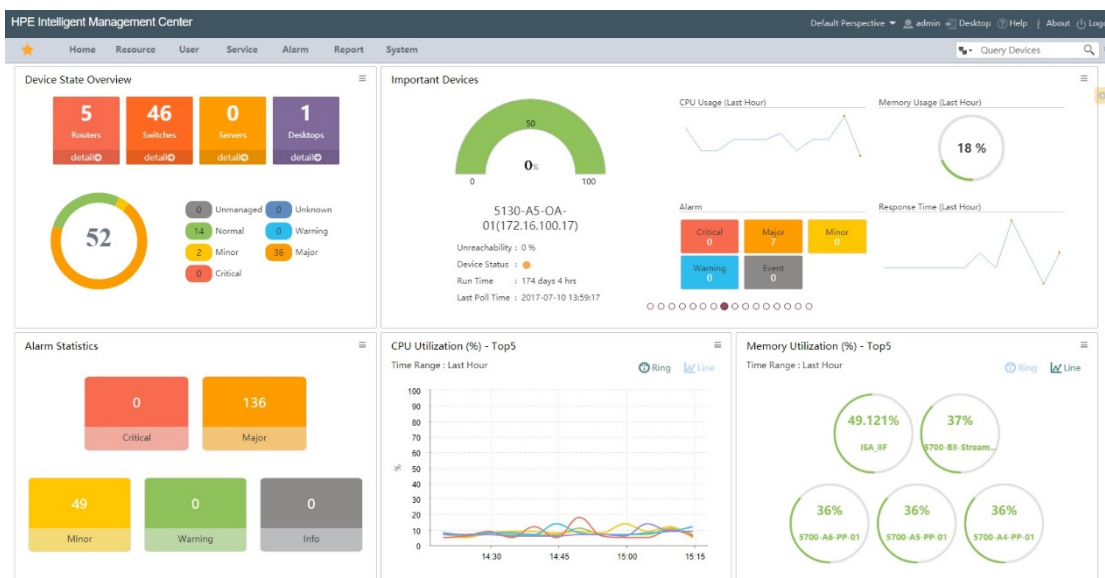 HPE Intelligent Management Center
Default Perspective admin Desktop Help About
Home Resource User Service Alarm Report System
Query Devices
Device State Overview
5 46 0 1
Routers Switches Servers Desktops
detail detail detail detail
52
0 Unmanaged 0 Unknown
14 Normal 0 Warning
2 Minor 36 Major
0 Critical
Important Devices
50
0%
0 100
5130-A5-OA-
01(172.16.100.17)
Unreachability : 0 %
Device Status :
Run Time : 174 days 4 hrs
Last Poll Time : 2017-07-10 13:59:17
CPU Usage (Last Hour)
Memory Usage (Last Hour)
18 %
Alarm
Critical Major Minor
0 7 0
Warning Event
0 0
Response Time (Last Hour)
Alarm Statistics
0 136
Critical Major
49 0 0
Minor Warning Info
CPU Utilization (%) - Top5
Time Range : Last Hour
Ring Line
100
90
80
70
60
50
40
30
20
10
0
%
14:30 14:45 15:00 15:15
Memory Utilization (%) - Top5
Time Range : Last Hour
Ring Line
49.121% 37%
ISA_8F 5700-B8-Stream...
36% 36% 36%
5700-A6-PP-01 5700-A5-PP-01 5700-A4-PP-01